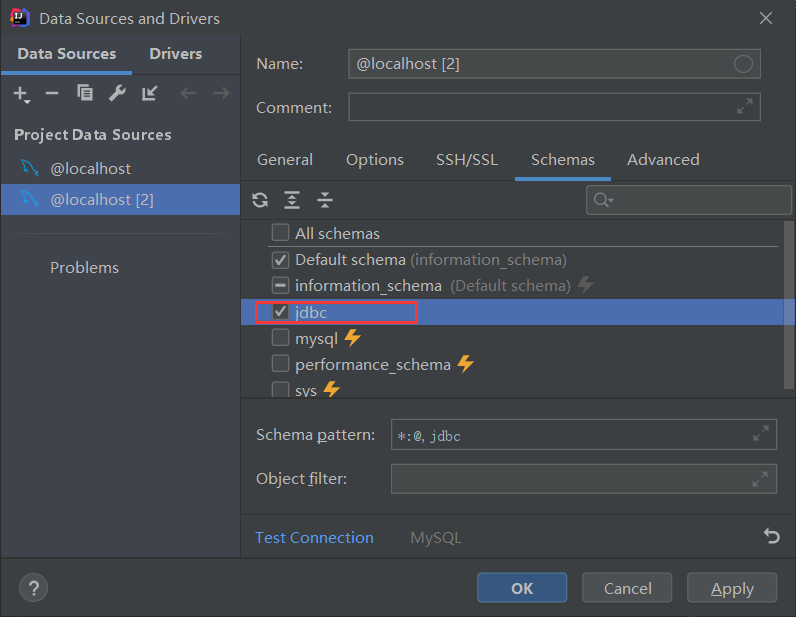 Data Sources and Drivers
Data Sources Drivers
Project Data Sources
@localhost
@localhost [2]
Problems
Name: @localhost [2]
Comment:
General Options SSH/SSL Schemas Advanced
All schemas
Default schema (information_schema)
information_schema (Default schema)
jdbc
mysql
performance_schema
sys
Schema pattern: *:@,jdbc
Object filter:
Test Connection MySQL
? OK Cancel Apply